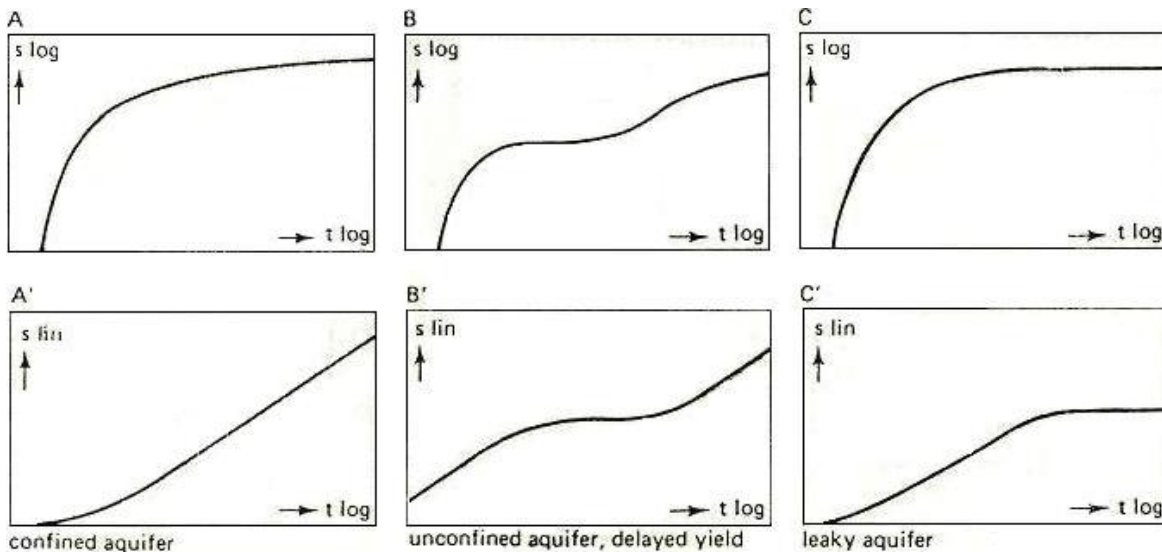 A
s log
t log
B
s log
t log
C
s log
t log
A'
s lin
t log
confined aquifer
B'
s lin
t log
unconfined aquifer, delayed yield
C'
s lin
t log
leaky aquifer